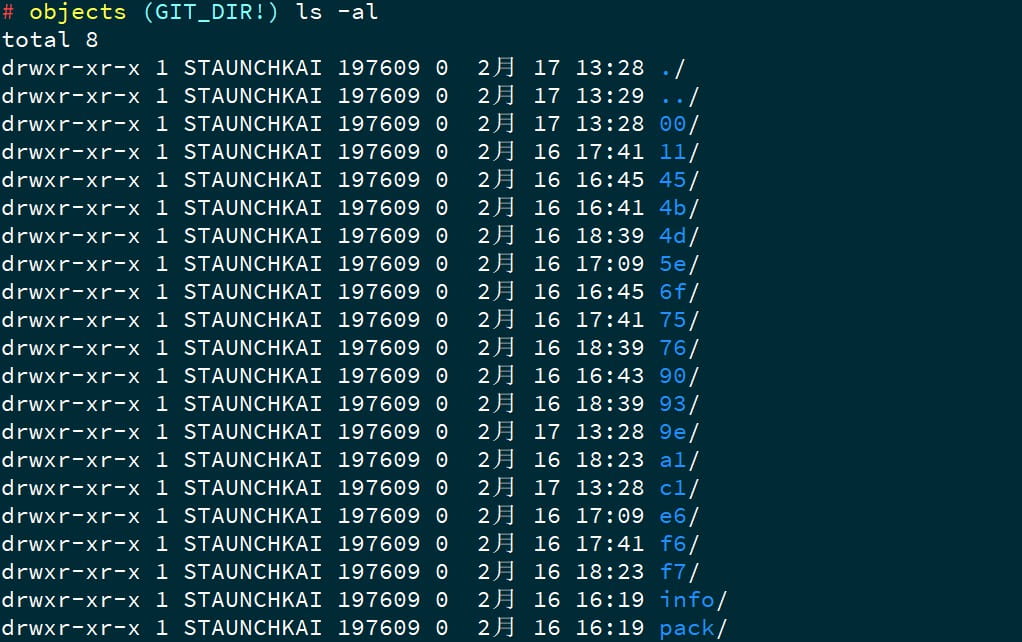 # objects (GIT_DIR!) ls -al
total 8
drwxr-xr-x 1 STAUNCHKAI 197609 0  2月 17 13:28 ./
drwxr-xr-x 1 STAUNCHKAI 197609 0  2月 17 13:29 ../
drwxr-xr-x 1 STAUNCHKAI 197609 0  2月 17 13:28 00/
drwxr-xr-x 1 STAUNCHKAI 197609 0  2月 16 17:41 11/
drwxr-xr-x 1 STAUNCHKAI 197609 0  2月 16 16:45 45/
drwxr-xr-x 1 STAUNCHKAI 197609 0  2月 16 16:41 4b/
drwxr-xr-x 1 STAUNCHKAI 197609 0  2月 16 18:39 4d/
drwxr-xr-x 1 STAUNCHKAI 197609 0  2月 16 17:09 5e/
drwxr-xr-x 1 STAUNCHKAI 197609 0  2月 16 16:45 6f/
drwxr-xr-x 1 STAUNCHKAI 197609 0  2月 16 17:41 75/
drwxr-xr-x 1 STAUNCHKAI 197609 0  2月 16 18:39 76/
drwxr-xr-x 1 STAUNCHKAI 197609 0  2月 16 16:43 90/
drwxr-xr-x 1 STAUNCHKAI 197609 0  2月 16 18:39 93/
drwxr-xr-x 1 STAUNCHKAI 197609 0  2月 17 13:28 9e/
drwxr-xr-x 1 STAUNCHKAI 197609 0  2月 16 18:23 a1/
drwxr-xr-x 1 STAUNCHKAI 197609 0  2月 17 13:28 c1/
drwxr-xr-x 1 STAUNCHKAI 197609 0  2月 16 17:09 e6/
drwxr-xr-x 1 STAUNCHKAI 197609 0  2月 16 17:41 f6/
drwxr-xr-x 1 STAUNCHKAI 197609 0  2月 16 18:23 f7/
drwxr-xr-x 1 STAUNCHKAI 197609 0  2月 16 16:19 info/
drwxr-xr-x 1 STAUNCHKAI 197609 0  2月 16 16:19 pack/